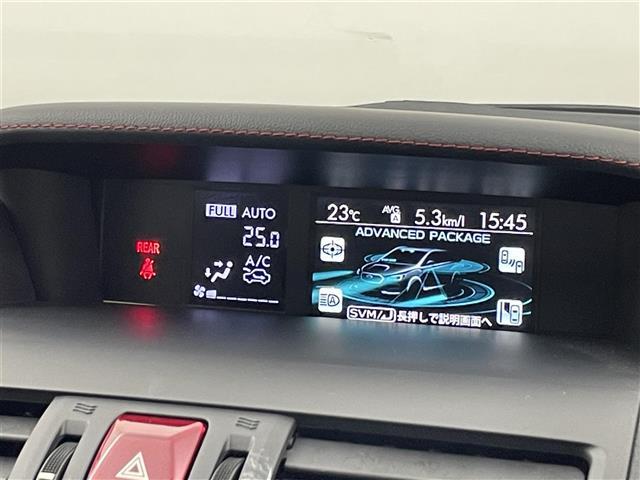 REAR
FULL AUTO
25.0
A/C
23℃ AVG A 5.3km/l 15:45
ADVANCED PACKAGE
A
SVM/ 長押しで説明画面へ